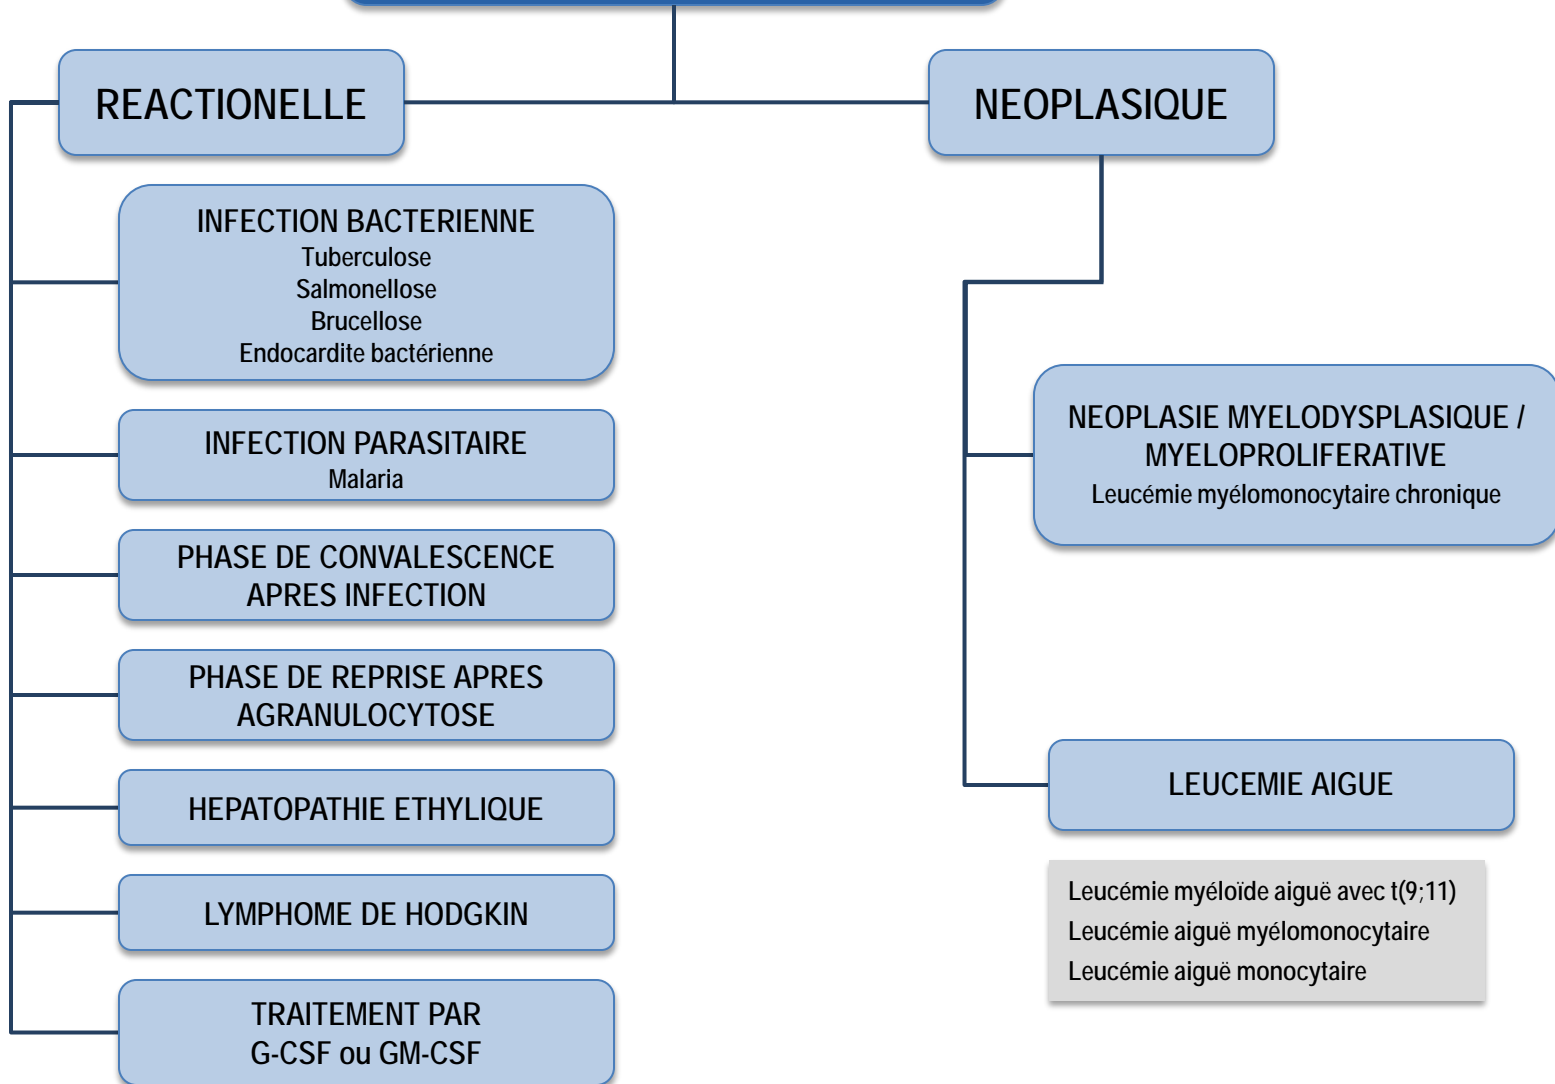 REACTIONELLE
NEOPLASIQUE
INFECTION BACTERIENNE
Tuberculose
Salmonellose
Brucellose
Endocardite bactérienne
INFECTION PARASITAIRE
Malaria
PHASE DE CONVALESCENCE
APRES INFECTION
PHASE DE REPRISE APRES
AGRANULOCYTOSE
HEPATOPATHIE ETHYLIQUE
LYMPHOME DE HODGKIN
TRAITEMENT PAR
G-CSF ou GM-CSF
NEOPLASIE MYELODYSPLASIQUE /
MYELOPROLIFERATIVE
Leucémie myélomonocytaire chronique
LEUCEMIE AIGUE
Leucémie myéloïde aiguë avec t(9;11)
Leucémie aiguë myélomonocytaire
Leucémie aiguë monocytaire